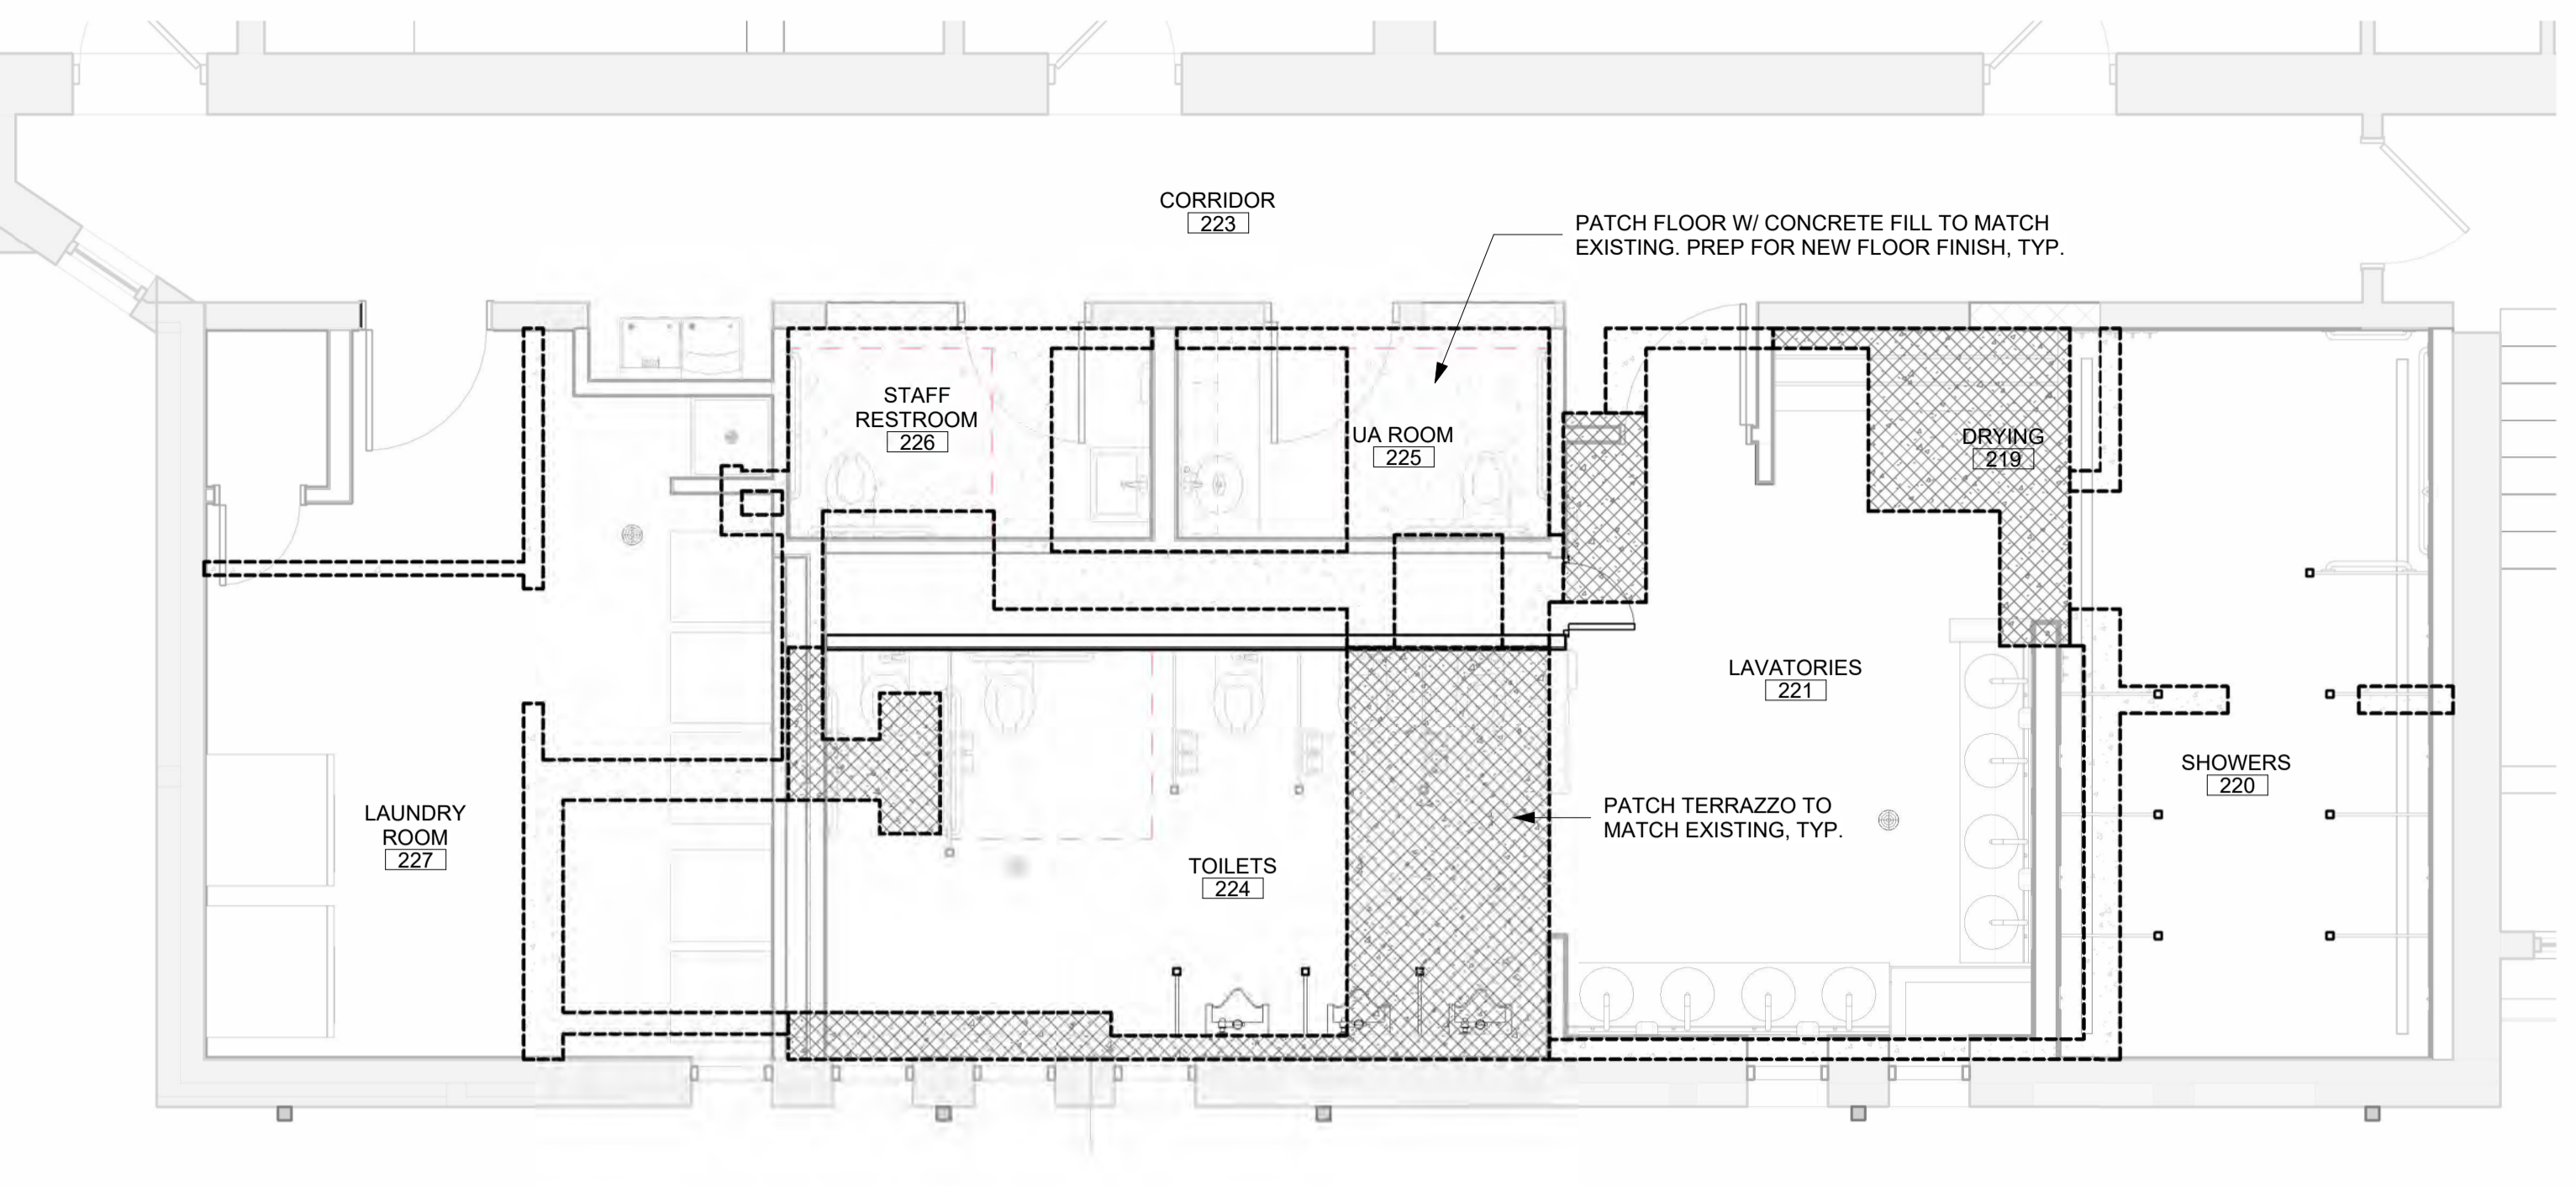 CORRIDOR
223
PATCH FLOOR W/ CONCRETE FILL TO MATCH
EXISTING. PREP FOR NEW FLOOR FINISH, TYP.
STAFF
RESTROOM
226
UA ROOM
225
DRYING
219
LAVATORIES
221
SHOWERS
220
LAUNDRY
ROOM
227
PATCH TERRAZZO TO
MATCH EXISTING, TYP.
TOILETS
224